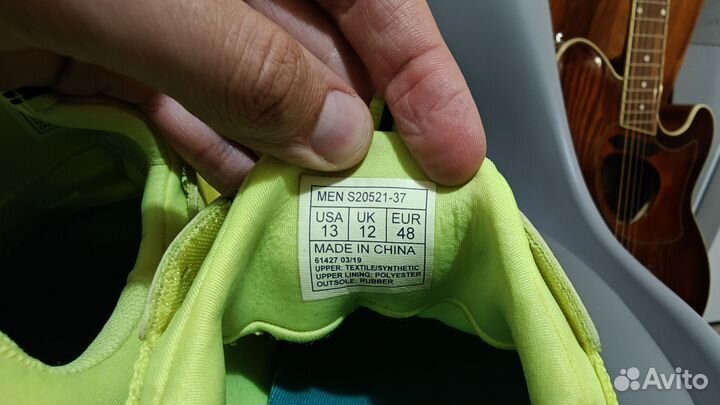 MEN S20521-37
USA UK EUR
13 12 48
MADE IN CHINA
61427 03/19
UPPER: TEXTILE/SYNTHETIC
UPPER LINING: POLYESTER
OUTSOLE: RUBBER
Avito